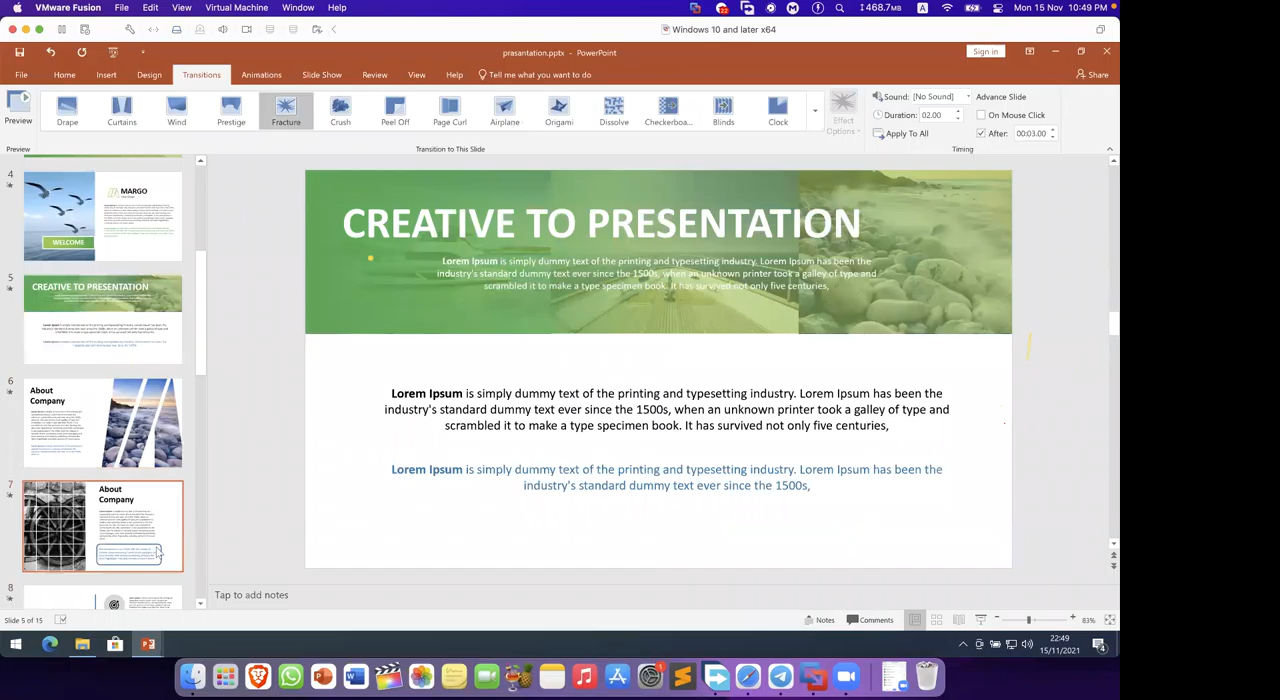 VMware Fusion File Edit View Virtual Machine Window Help
22
468.7MB A Mon 15 Nov 10:49 PM
Windows 10 and later x64
prasantation.pptx - PowerPoint
Sign in
File Home Insert Design Transitions Animations Slide Show Review View Help Tell me what you want to do Share
Preview
Drape Curtains Wind Prestige Fracture Crush Peel Off Page Curl Airplane Origami Dissolve Checkerboa... Blinds Clock
Effect
Options
Sound: [No Sound] Advance Slide
Duration: 02.00 On Mouse Click
Apply To All After: 00:03.00
Preview Transition to This Slide Timing
4
MARGO
WELCOME
5
CREATIVE TO PRESENTATION
6
About
Company
7
About
Company
8
CREATIVE TO PRESENTATION
Lorem Ipsum is simply dummy text of the printing and typesetting industry. Lorem Ipsum has been the
industry's standard dummy text ever since the 1500s, when an unknown printer took a galley of type and
scrambled it to make a type specimen book. It has survived not only five centuries,
Lorem Ipsum is simply dummy text of the printing and typesetting industry. Lorem Ipsum has been the
industry's standard dummy text ever since the 1500s, when an unknown printer took a galley of type and
scrambled it to make a type specimen book. It has survived not only five centuries,
Lorem Ipsum is simply dummy text of the printing and typesetting industry. Lorem Ipsum has been the
industry's standard dummy text ever since the 1500s,
Tap to add notes
Slide 5 of 15 Notes Comments 83%
22:49
15/11/2021
4
1